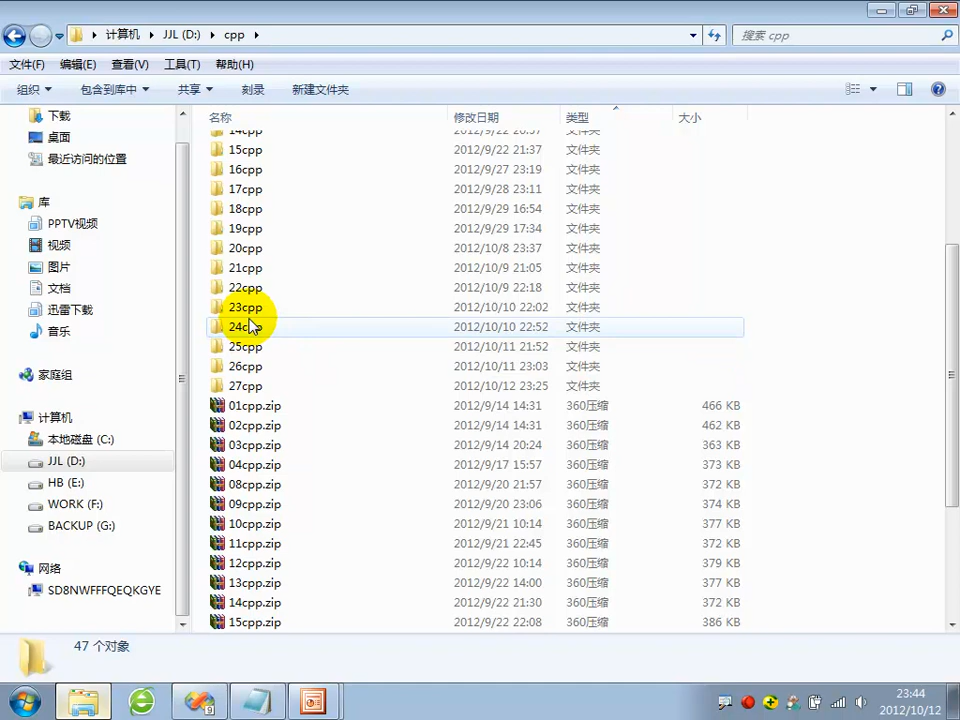 计算机 JJL (D:) cpp
搜索 cpp
文件(F) 编辑(E) 查看(V) 工具(T) 帮助(H)
组织 包含到库中 共享 刻录 新建文件夹
下载
桌面
最近访问的位置
库
PPTV视频
视频
图片
文档
迅雷下载
音乐
家庭组
计算机
本地磁盘 (C:)
JJL (D:)
HB (E:)
WORK (F:)
BACKUP (G:)
网络
SD8NWFFFQEQKGYE
名称 修改日期 类型 大小
14cpp 2012/9/22 20:37 文件夹
15cpp 2012/9/22 21:37 文件夹
16cpp 2012/9/27 23:19 文件夹
17cpp 2012/9/28 23:11 文件夹
18cpp 2012/9/29 16:54 文件夹
19cpp 2012/9/29 17:34 文件夹
20cpp 2012/10/8 23:37 文件夹
21cpp 2012/10/9 21:05 文件夹
22cpp 2012/10/9 22:18 文件夹
23cpp 2012/10/10 22:02 文件夹
24cpp 2012/10/10 22:52 文件夹
25cpp 2012/10/11 21:52 文件夹
26cpp 2012/10/11 23:03 文件夹
27cpp 2012/10/12 23:25 文件夹
01cpp.zip 2012/9/14 14:31 360压缩 466 KB
02cpp.zip 2012/9/14 14:31 360压缩 462 KB
03cpp.zip 2012/9/14 20:24 360压缩 363 KB
04cpp.zip 2012/9/17 15:57 360压缩 373 KB
08cpp.zip 2012/9/20 21:57 360压缩 372 KB
09cpp.zip 2012/9/20 23:06 360压缩 374 KB
10cpp.zip 2012/9/21 10:14 360压缩 377 KB
11cpp.zip 2012/9/21 22:45 360压缩 372 KB
12cpp.zip 2012/9/22 10:14 360压缩 379 KB
13cpp.zip 2012/9/22 14:00 360压缩 377 KB
14cpp.zip 2012/9/22 21:30 360压缩 372 KB
15cpp.zip 2012/9/22 22:08 360压缩 386 KB
47 个对象
23:44
2012/10/12